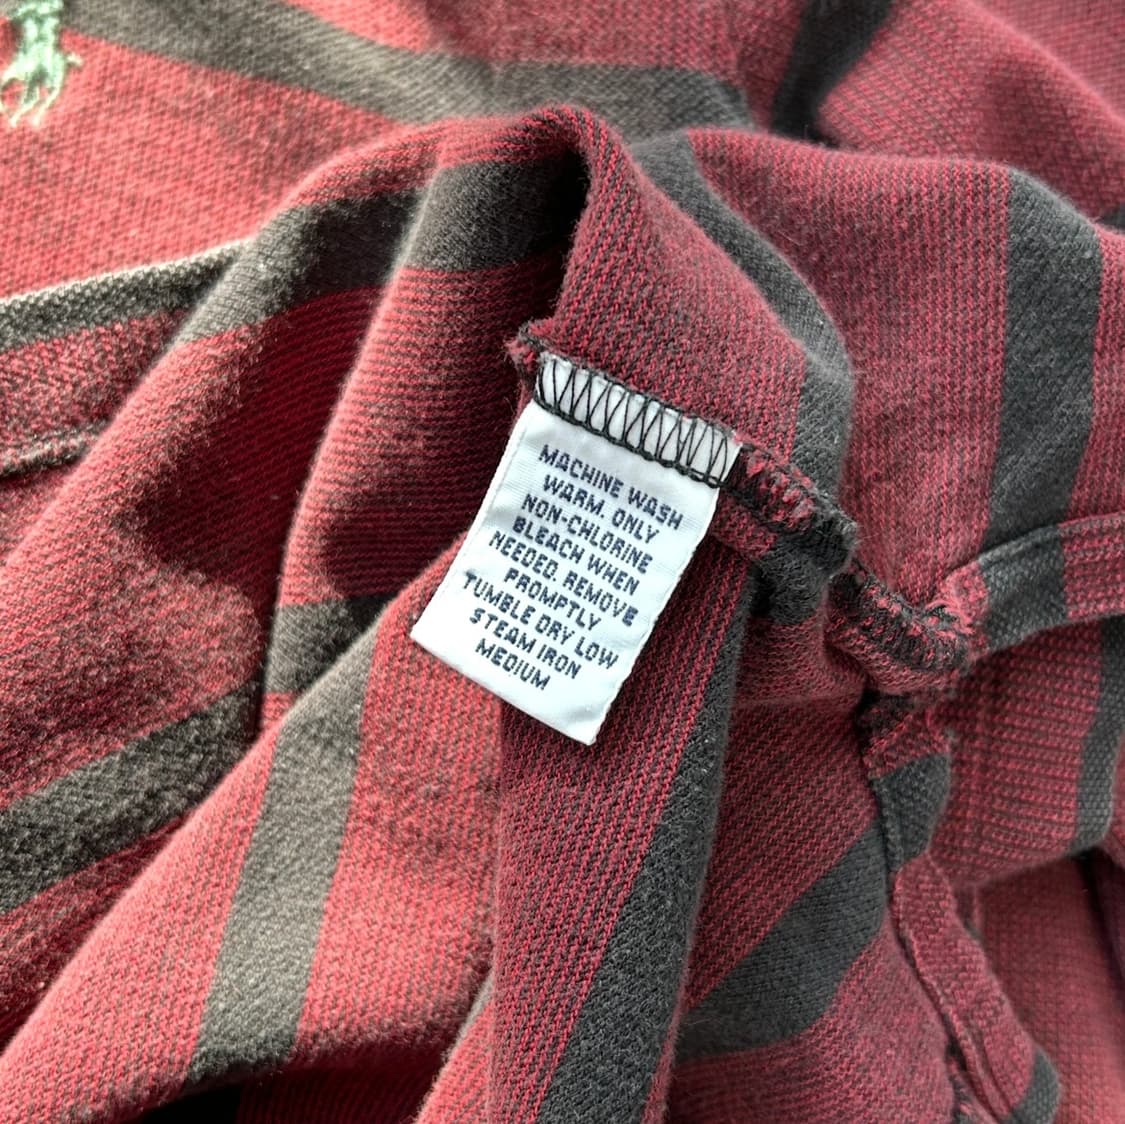 MACHINE WASH
WARM. ONLY
NON-CHLORINE
BLEACH WHEN
NEEDED. REMOVE
PROMPTLY
TUMBLE DRY LOW
STEAM IRON
MEDIUM